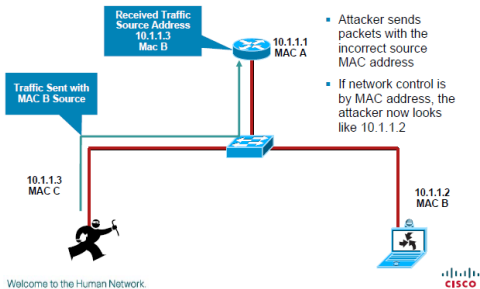 Received Traffic
Source Address
10.1.1.3
Mac B
10.1.1.1
MAC A
Attacker sends
packets with the
incorrect source
MAC address
If network control is
by MAC address, the
attacker now looks
like 10.1.1.2
Traffic Sent with
MAC B Source
10.1.1.3
MAC C
10.1.1.2
MAC B
Welcome to the Human Network.
CISCO